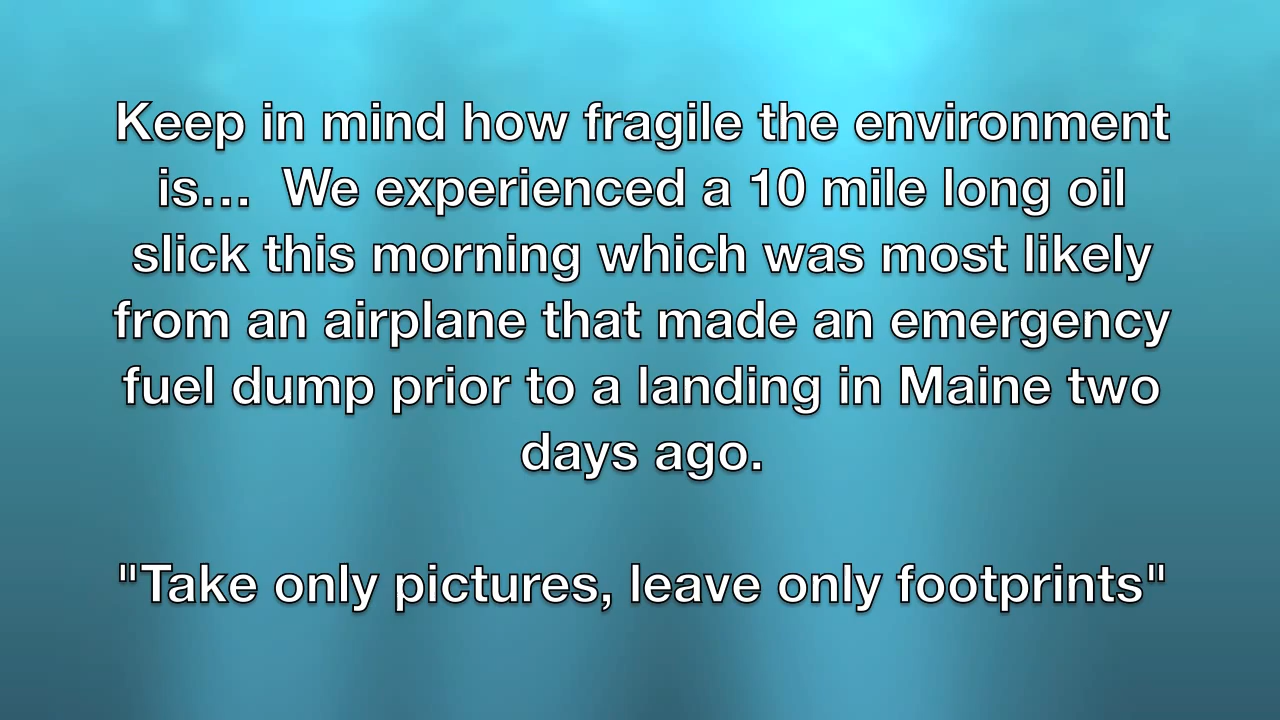 Keep in mind how fragile the environment
is...  We experienced a 10 mile long oil
slick this morning which was most likely
from an airplane that made an emergency
fuel dump prior to a landing in Maine two
days ago.
"Take only pictures, leave only footprints"